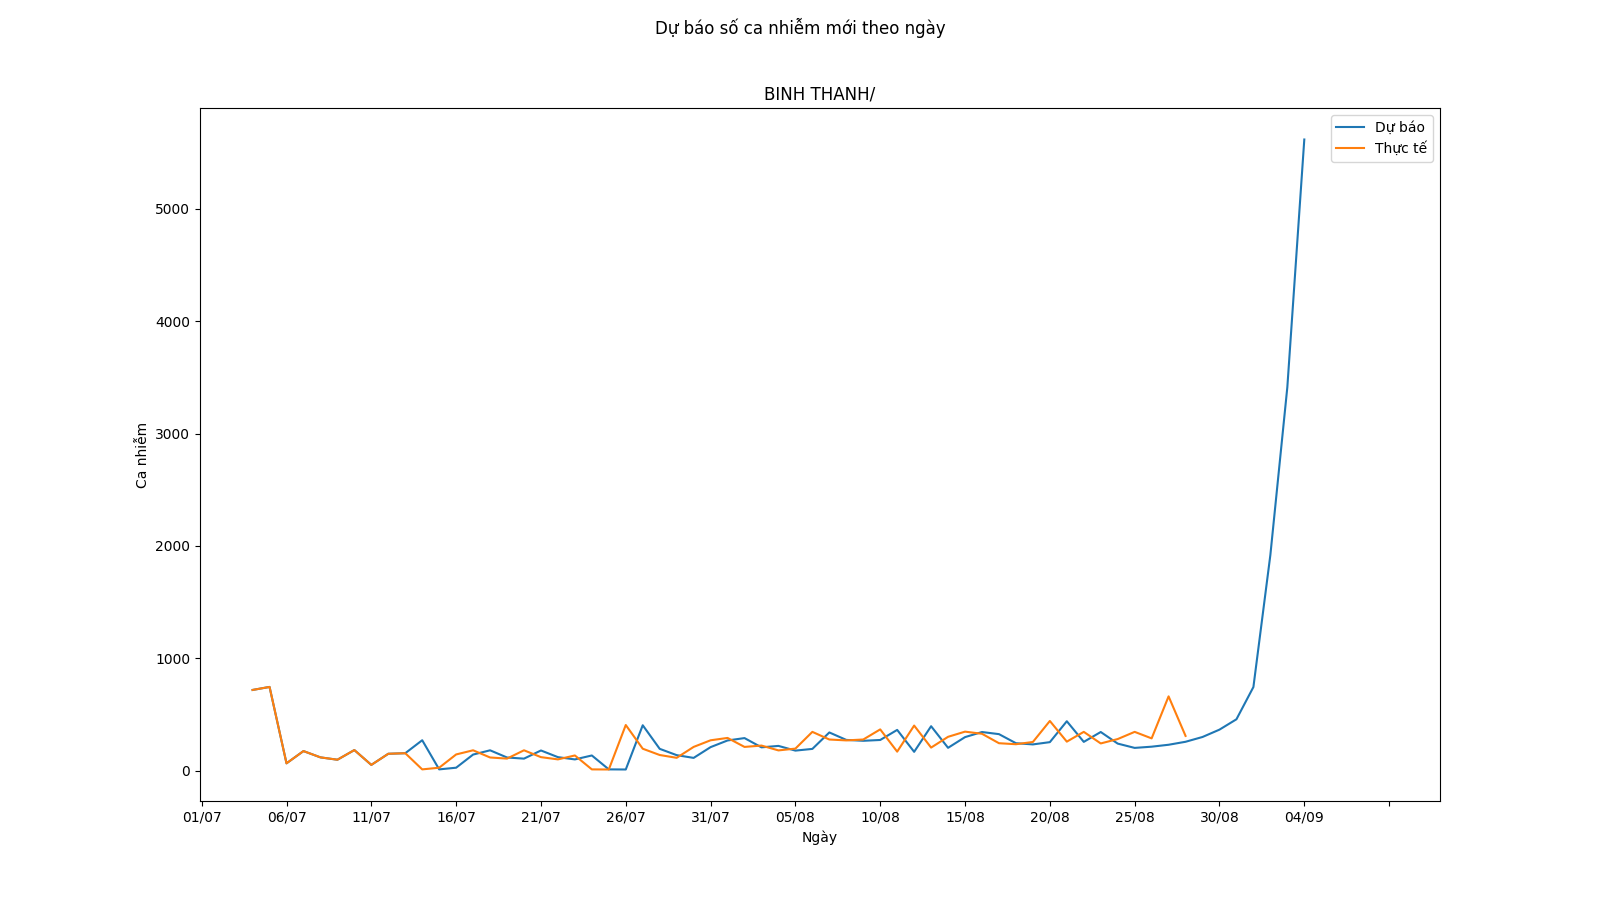 Dự báo số ca nhiễm mới theo ngày
BINH THANH/
Dự báo
Thực tế
5000
4000
3000
2000
1000
0
Ca nhiễm
01/07 06/07 11/07 16/07 21/07 26/07 31/07 05/08 10/08 15/08 20/08 25/08 30/08 04/09
Ngày